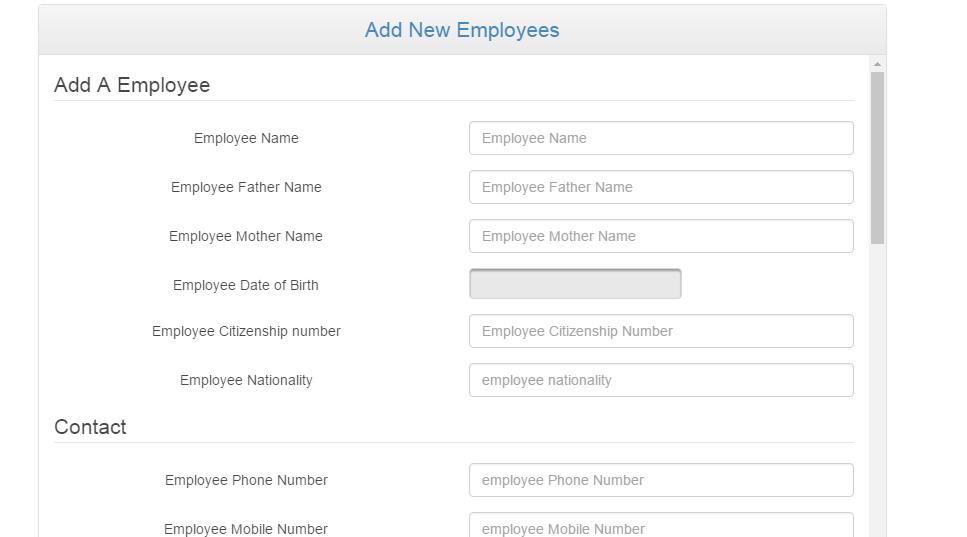 Add New Employees
Add A Employee
Employee Name Employee Name
Employee Father Name Employee Father Name
Employee Mother Name Employee Mother Name
Employee Date of Birth
Employee Citizenship number Employee Citizenship Number
Employee Nationality employee nationality
Contact
Employee Phone Number employee Phone Number
Employee Mobile Number employee Mobile Number